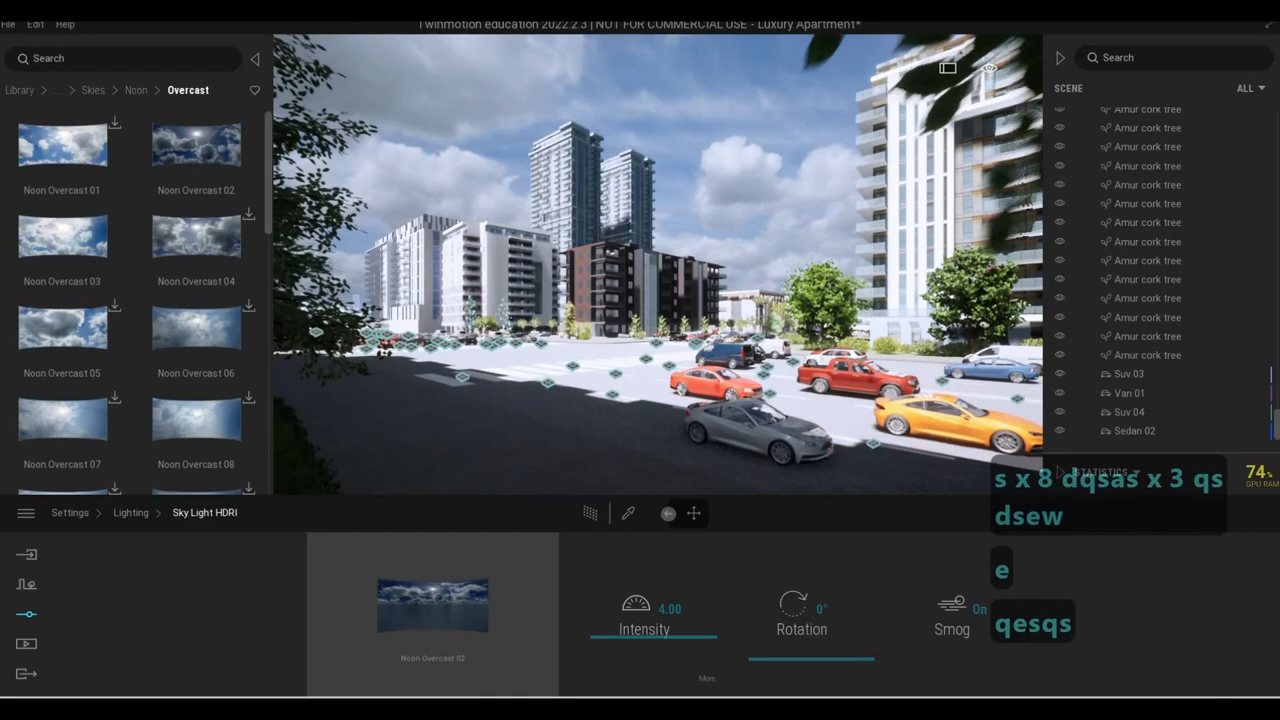 Twinmotion education 2022.2.3 | NOT FOR COMMERCIAL USE - Luxury Apartment*
File Edit Help
Search
Library > ... > Skies > Noon > Overcast
Noon Overcast 01
Noon Overcast 02
Noon Overcast 03
Noon Overcast 04
Noon Overcast 05
Noon Overcast 06
Noon Overcast 07
Noon Overcast 08
Search
SCENE ALL
Amur cork tree
Amur cork tree
Amur cork tree
Amur cork tree
Amur cork tree
Amur cork tree
Amur cork tree
Amur cork tree
Amur cork tree
Amur cork tree
Amur cork tree
Amur cork tree
Amur cork tree
Amur cork tree
Suv 03
Van 01
Suv 04
Sedan 02
STATISTICS
74%
GPU RAM
s x 8 dqsas x 3 qs
dsew
e
qesqs
Settings > Lighting > Sky Light HDRI
Noon Overcast 02
4.00
Intensity
0°
Rotation
On
Smog
More